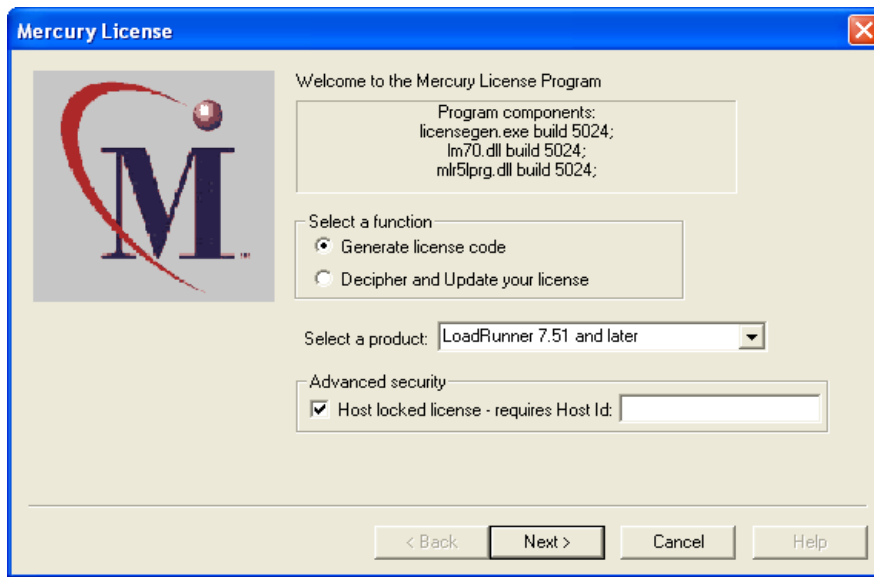 Mercury License
Welcome to the Mercury License Program
Program components:
licensegen.exe build 5024;
lm70.dll build 5024;
mlr5lprg.dll build 5024;
Select a function
Generate license code
Decipher and Update your license
Select a product: LoadRunner 7.51 and later
Advanced security
Host locked license - requires Host Id:
M
< Back Next > Cancel Help